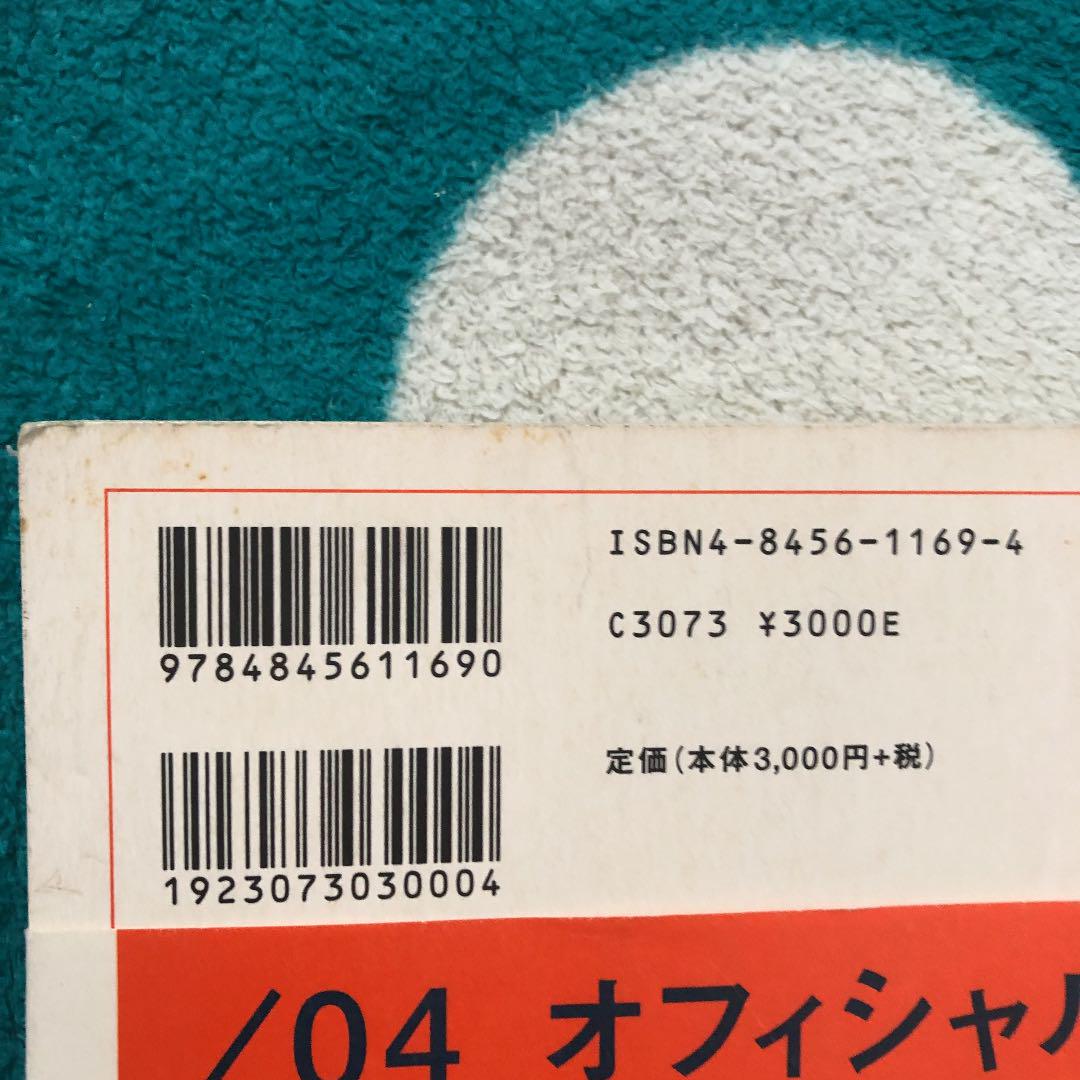 ISBN4-8456-1169-4
C3073 ¥3000E
9784845611690
定価(本体3,000円+税)
1923073030004
/04 オフィシャル